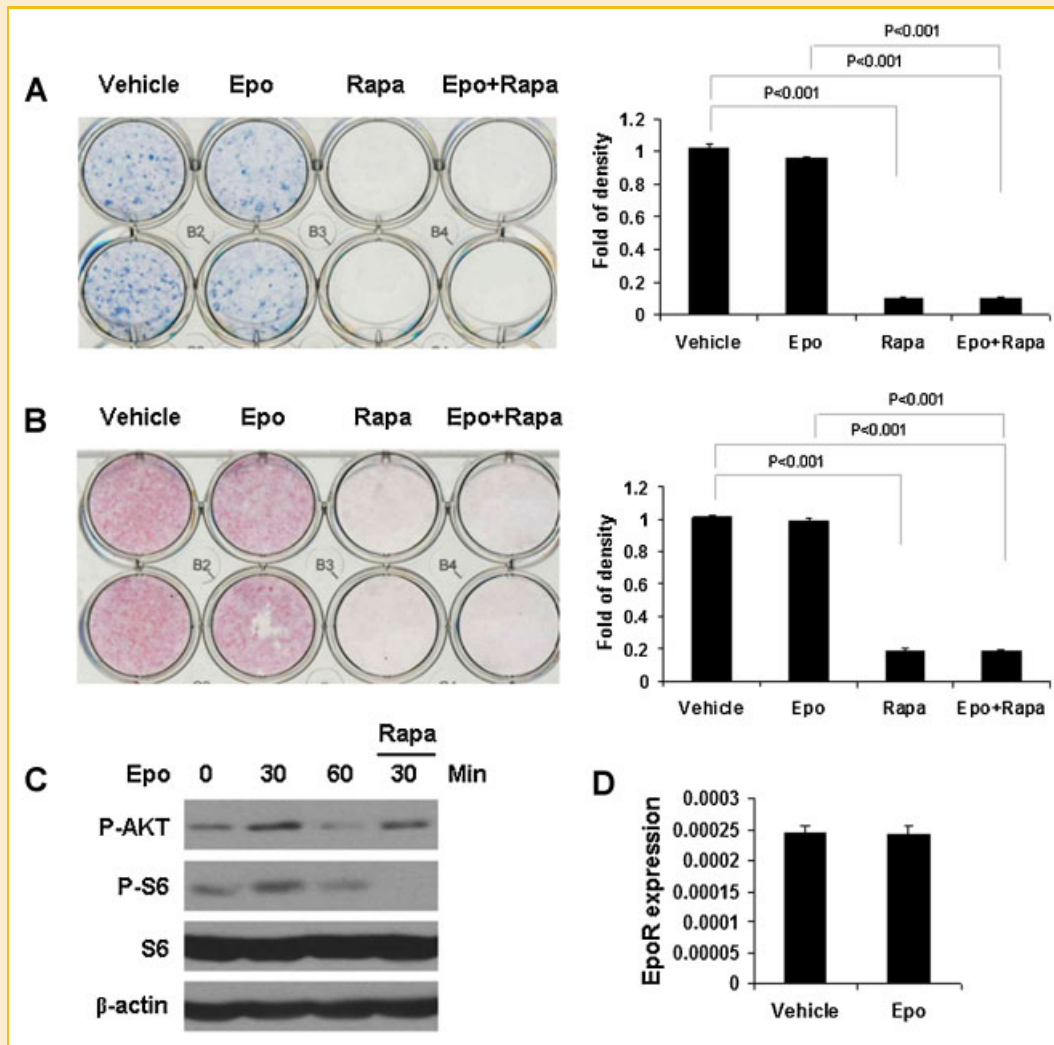 A
Vehicle Epo Rapa Epo+Rapa
B2 B3 B4
P<0.001
P<0.001
P<0.001
Fold of density
1.2
1
0.8
0.6
0.4
0.2
0
Vehicle Epo Rapa Epo+Rapa
B
Vehicle Epo Rapa Epo+Rapa
B2 B3 B4
P<0.001
P<0.001
P<0.001
Fold of density
1.2
1
0.8
0.6
0.4
0.2
0
Vehicle Epo Rapa Epo+Rapa
C
Rapa
Epo 0 30 60 30 Min
P-AKT
P-S6
S6
β-actin
D
EpoR expression
0.0003
0.00025
0.0002
0.00015
0.0001
0.00005
0
Vehicle Epo